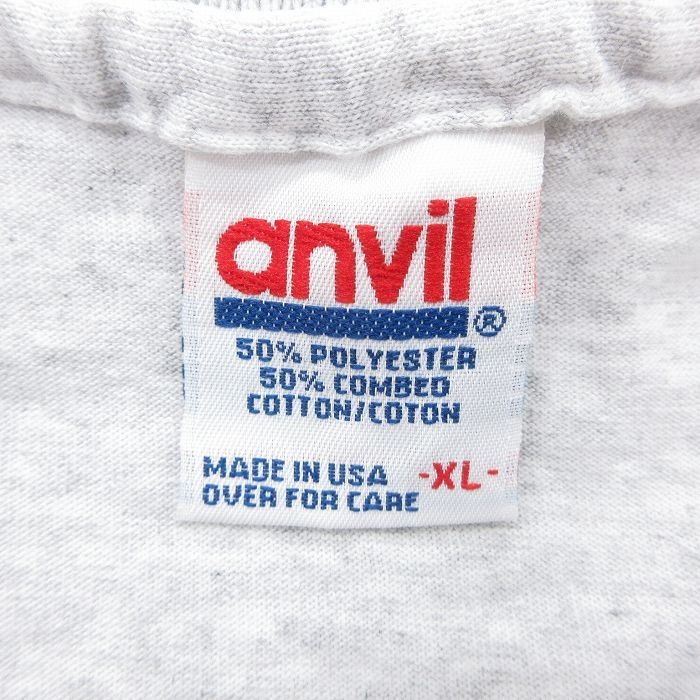 anvil
®
50% POLYESTER
50% COMBED
COTTON/COTON
MADE IN USA -XL-
OVER FOR CARE